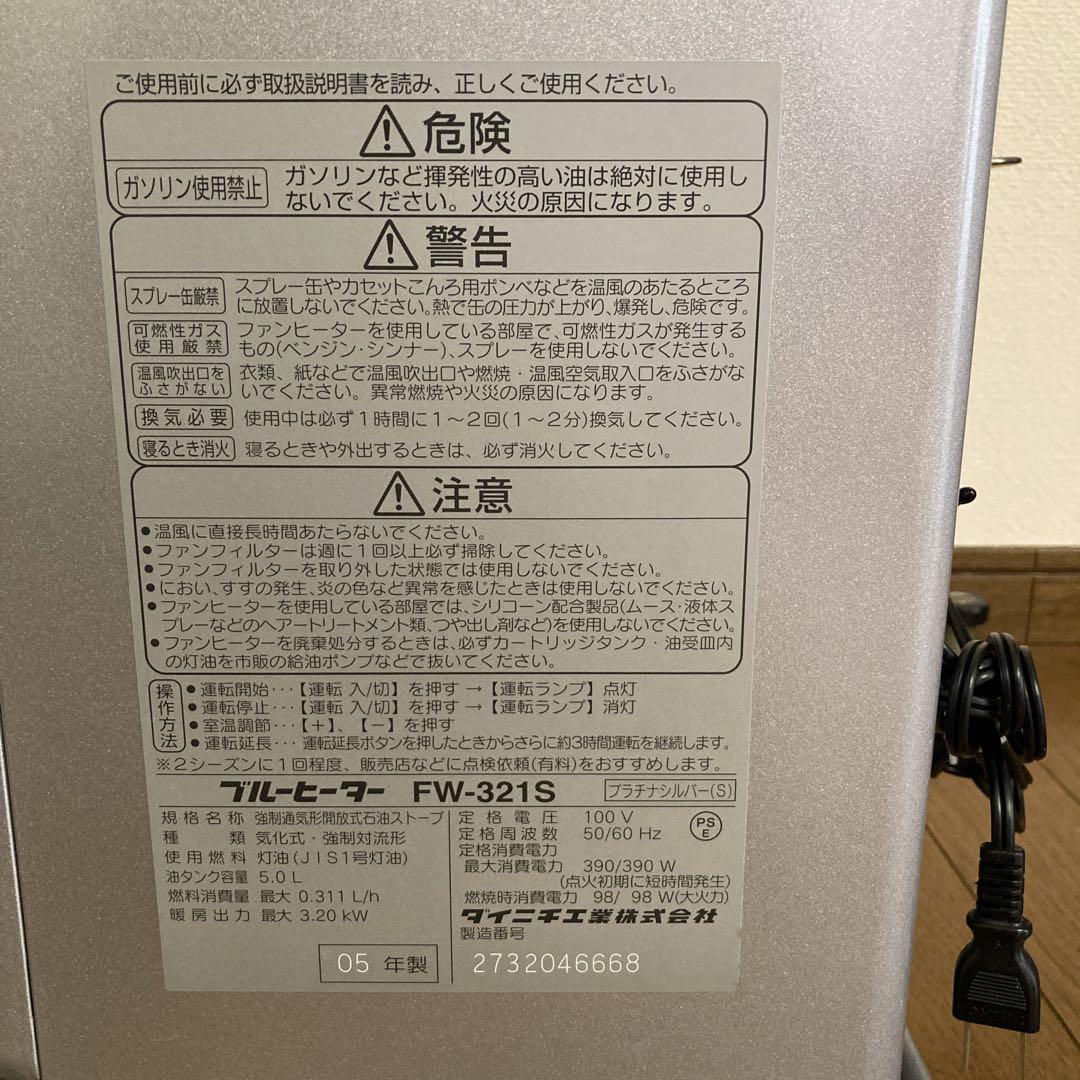 ご使用前に必ず取扱説明書を読み、正しくご使用ください。
危険
ガソリン使用禁止
ガソリンなど揮発性の高い油は絶対に使用し
ないでください。火災の原因になります。
警告
スプレー缶厳禁
スプレー缶やカセットこんろ用ボンベなどを温風のあたるところ
に放置しないでください。熱で缶の圧力が上がり、爆発し、危険です。
可燃性ガス
使用厳禁
ファンヒーターを使用している部屋で、可燃性ガスが発生する
もの(ベンジン・シンナー)、スプレーを使用しないでください。
温風吹出口を
ふさがない
衣類、紙などで温風吹出口や燃焼・温風空気取入口をふさがな
いでください。異常燃焼や火災の原因になります。
換気必要
使用中は必ず1時間に1〜2回(1〜2分)換気してください。
寝るとき消火
寝るときや外出するときは、必ず消火してください。
注意
●温風に直接長時間あたらないでください。
●ファンフィルターは週に1回以上必ず掃除してください。
●ファンフィルターを取り外した状態では使用しないでください。
●におい、すすの発生、炎の色など異常を感じたときは使用しないでください。
●ファンヒーターを使用している部屋では、シリコーン配合製品(ムース・液体ス
プレーなどのヘアートリートメント類、つや出し剤など)を使用しないでください。
●ファンヒーターを廃棄処分するときは、必ずカートリッジタンク・油受皿内
の灯油を市販の給油ポンプなどで抜いてください。
操作方法
●運転開始･･･【運転 入/切】を押す→【運転ランプ】点灯
●運転停止･･･【運転 入/切】を押す→【運転ランプ】消灯
●室温調節･･･【+】、【−】を押す
●運転延長･･･運転延長ボタンを押したときからさらに約3時間運転を継続します。
※2シーズンに1回程度、販売店などに点検依頼(有料)をおすすめします。
ブルーヒーター FW-321S プラチナシルバー(S)
規格名称 強制通気形開放式石油ストーブ
種類 気化式・強制対流形
使用燃料 灯油(JIS1号灯油)
油タンク容量 5.0 L
燃料消費量 最大 0.311 L/h
暖房出力 最大 3.20 kW
05 年製
定格電圧 100 V
定格周波数 50/60 Hz
PS
E
定格消費電力
最大消費電力 390/390 W
(点火初期に短時間発生)
燃焼時消費電力 98/ 98 W(大火力)
ダイニチ工業株式会社
製造番号
2732046668